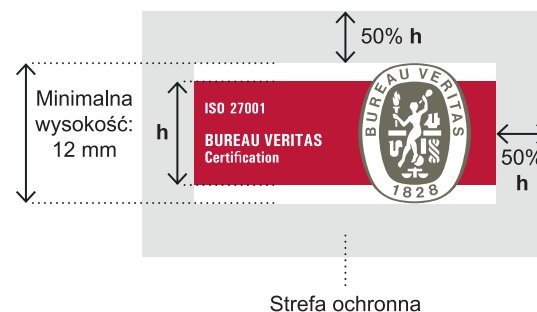 50% h
Minimalna
wysokość:
12 mm
h
ISO 27001
BUREAU VERITAS
Certification
BUREAU VERITAS
1828
50%
h
Strefa ochronna